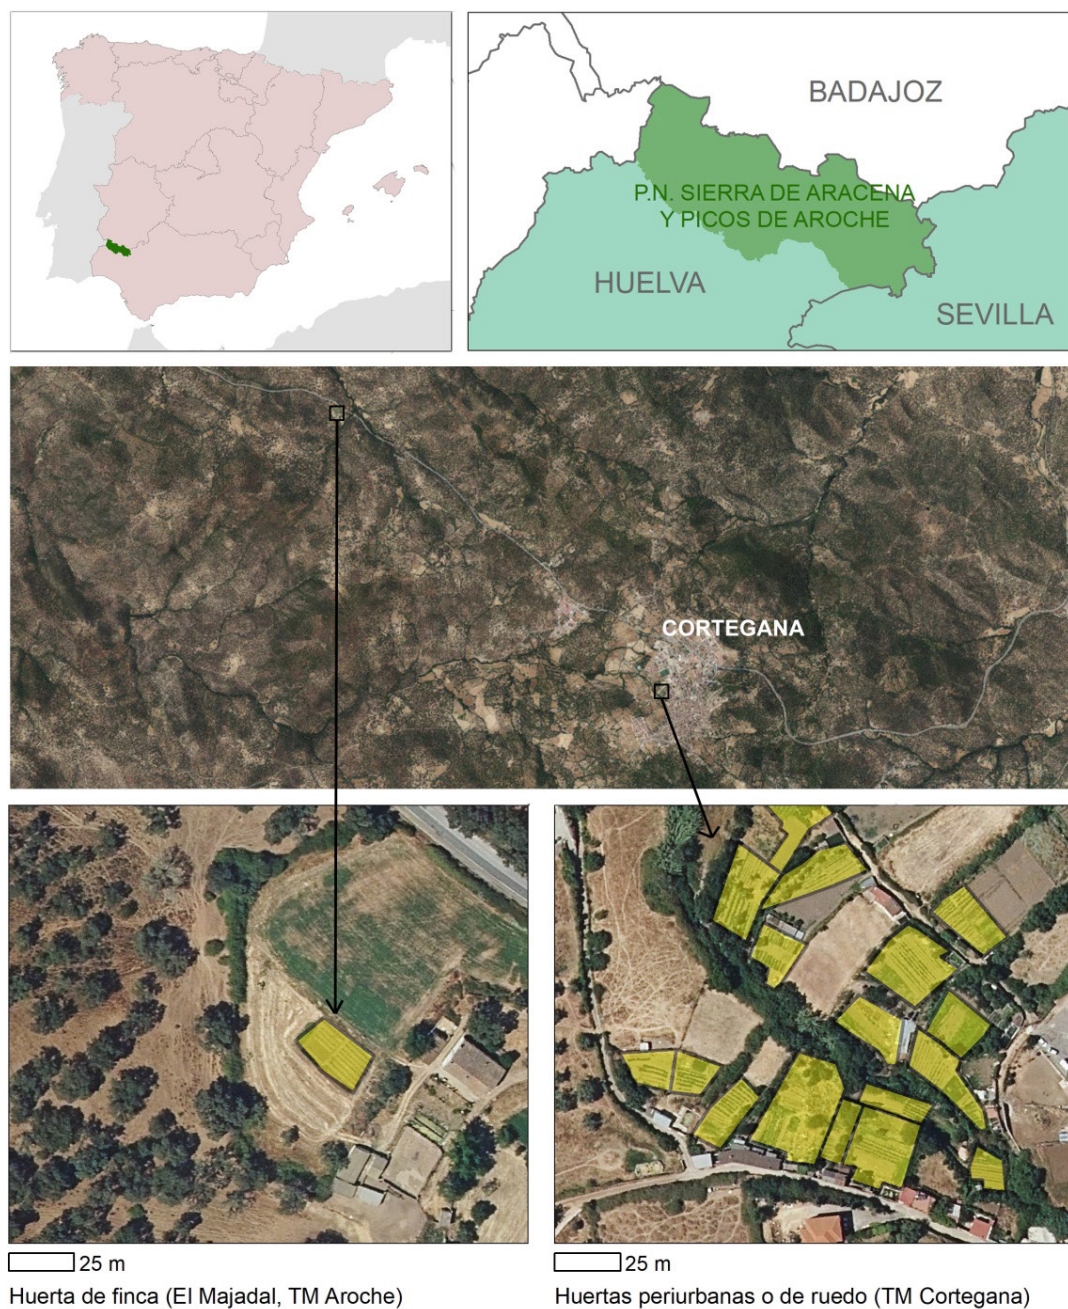 BADAJOZ
P.N. SIERRA DE ARACENA
Y PICOS DE AROCHE
HUELVA
SEVILLA
CORTEGANA
25 m
25 m
Huerta de finca (El Majadal, TM Aroche)
Huertas periurbanas o de ruedo (TM Cortegana)